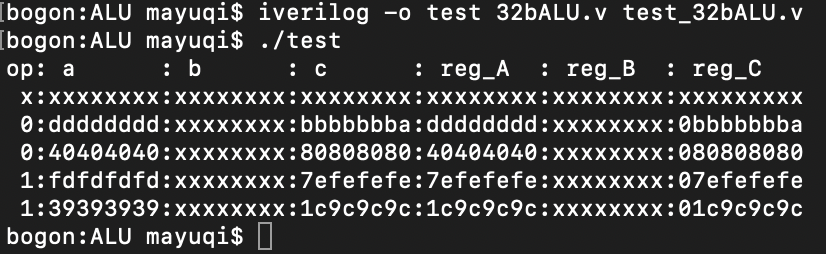 [bogon:ALU mayuqi$ iverilog -o test 32bALU.v test_32bALU.v
[bogon:ALU mayuqi$ ./test
op: a       : b       : c       : reg_A  : reg_B  : reg_C
 x:xxxxxxxx:xxxxxxxx:xxxxxxxx:xxxxxxxx:xxxxxxxx:xxxxxxxxx
 0:dddddddd:xxxxxxxx:bbbbbbba:dddddddd:xxxxxxxx:0bbbbbbba
 0:40404040:xxxxxxxx:80808080:40404040:xxxxxxxx:080808080
 1:fdfdfdfd:xxxxxxxx:7efefefe:7efefefe:xxxxxxxx:07efefefe
 1:39393939:xxxxxxxx:1c9c9c9c:1c9c9c9c:xxxxxxxx:01c9c9c9c
bogon:ALU mayuqi$